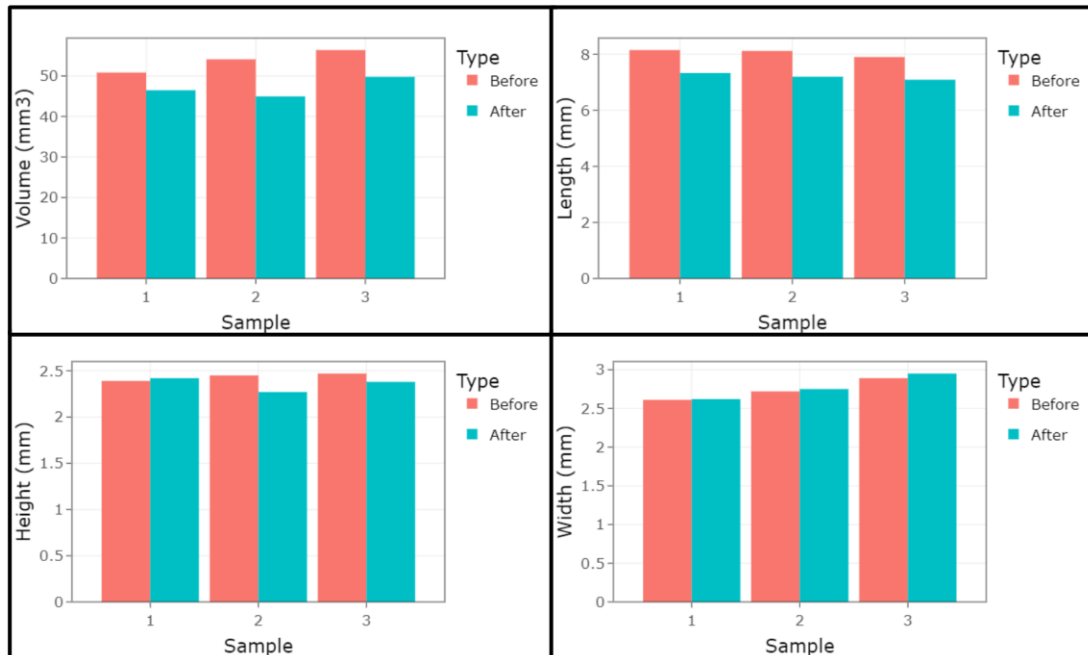 Volume (mm3)
50
40
30
20
10
0
1 2 3
Sample
Type
Before
After
Length (mm)
8
6
4
2
0
1 2 3
Sample
Type
Before
After
Height (mm)
2.5
2
1.5
1
0.5
0
1 2 3
Sample
Type
Before
After
Width (mm)
3
2.5
2
1.5
1
0.5
0
1 2 3
Sample
Type
Before
After